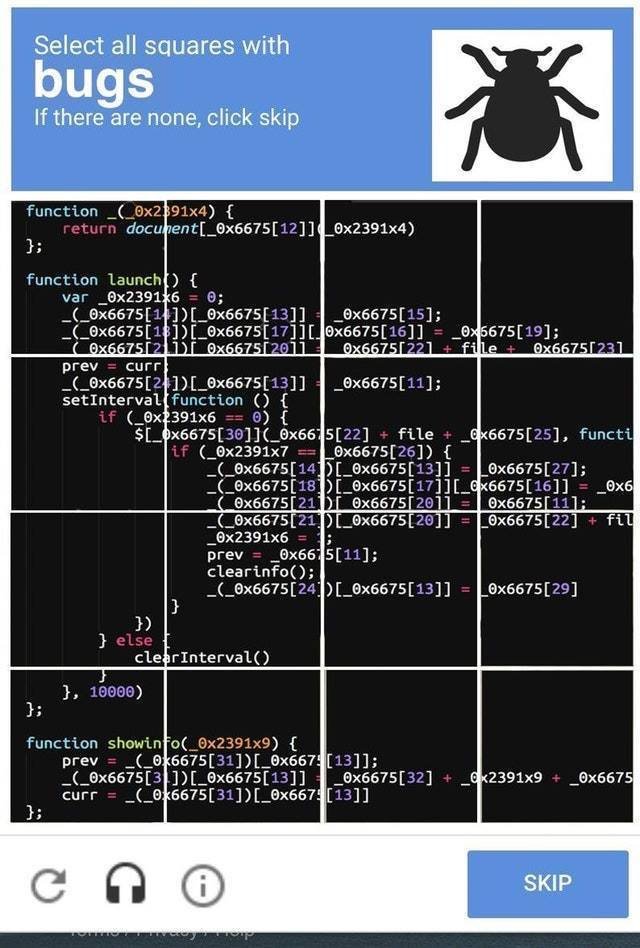 Select all squares with
bugs
If there are none, click skip
function _(_0x2391x4) {
return document[_0x6675[12]](_0x2391x4)
};
function launch() {
var _0x2391x6 = 0;
_(_0x6675[14])[_0x6675[13]] = _0x6675[15];
_(_0x6675[18])[_0x6675[17]][_0x6675[16]] = _0x6675[19];
_(_0x6675[21])[_0x6675[20]] = _0x6675[22] + file + _0x6675[23]
prev = curr;
_(_0x6675[24])[_0x6675[13]] = _0x6675[11];
setInterval(function () {
if (_0x2391x6 == 0) {
$[_0x6675[30]](_0x6675[22] + file + _0x6675[25], functi
if (_0x2391x7 == _0x6675[26]) {
_(_0x6675[14])[_0x6675[13]] = _0x6675[27];
_(_0x6675[18])[_0x6675[17]][_0x6675[16]] = _0x6
_(_0x6675[21])[_0x6675[20]] = _0x6675[11];
_(_0x6675[21])[_0x6675[20]] = _0x6675[22] + fil
_0x2391x6 = 1;
prev = _0x6675[11];
clearinfo();
_(_0x6675[24])[_0x6675[13]] = _0x6675[29]
}
})
} else {
clearInterval()
}
}, 10000)
};
function showinfo(_0x2391x9) {
prev = _(_0x6675[31])[_0x6675[13]];
_(_0x6675[31])[_0x6675[13]] = _0x6675[32] + _0x2391x9 + _0x6675
curr = _(_0x6675[31])[_0x6675[13]]
};
SKIP